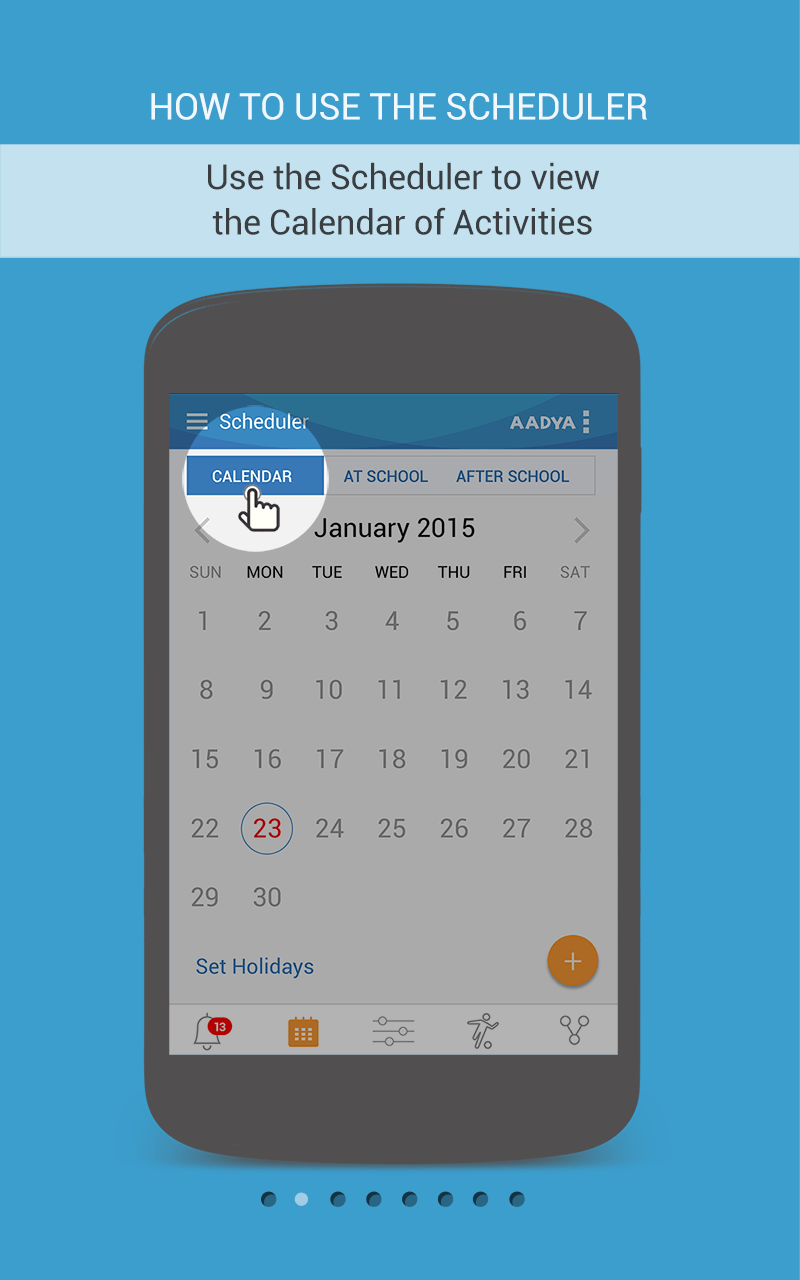 HOW TO USE THE SCHEDULER
Use the Scheduler to view
the Calendar of Activities
Scheduler AADYA
CALENDAR AT SCHOOL AFTER SCHOOL
January 2015
SUN MON TUE WED THU FRI SAT
1 2 3 4 5 6 7
8 9 10 11 12 13 14
15 16 17 18 19 20 21
22 23 24 25 26 27 28
29 30
Set Holidays +
13